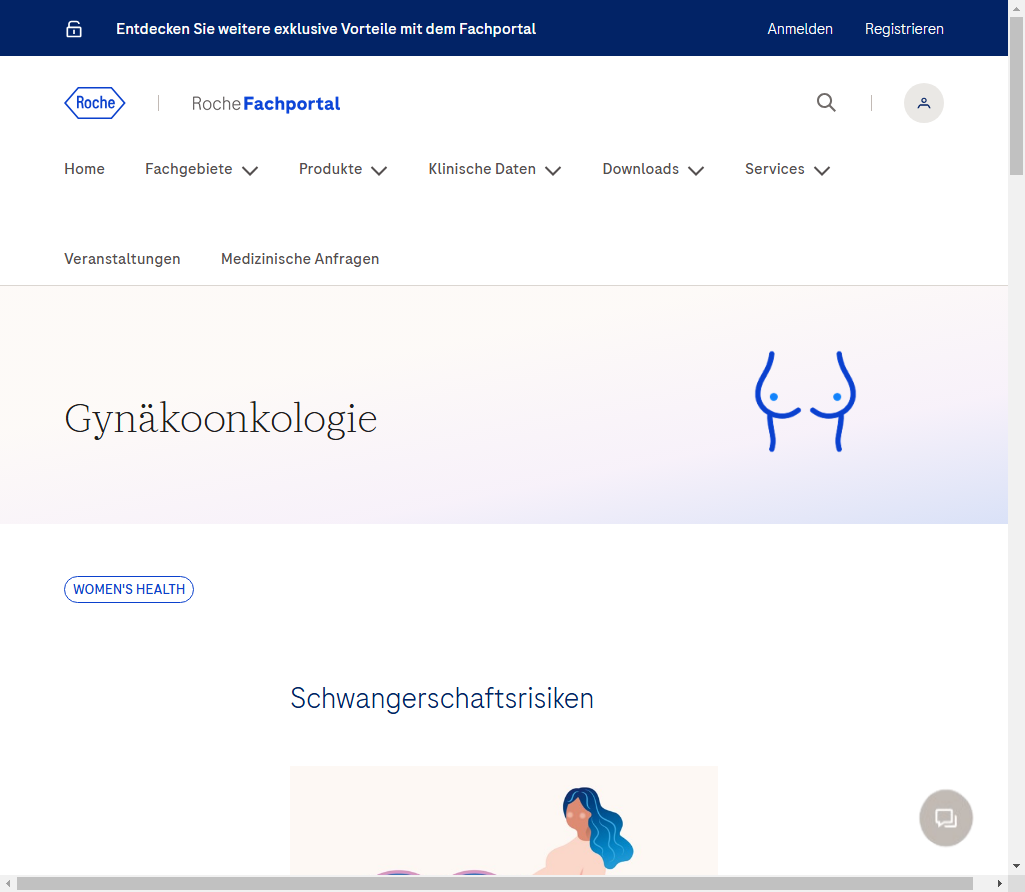 Entdecken Sie weitere exklusive Vorteile mit dem Fachportal
Anmelden
Registrieren
Roche
RocheFachportal
Home
Fachgebiete
Produkte
Klinische Daten
Downloads
Services
Veranstaltungen
Medizinische Anfragen
Gynäkoonkologie
WOMEN'S HEALTH
Schwangerschaftsrisiken